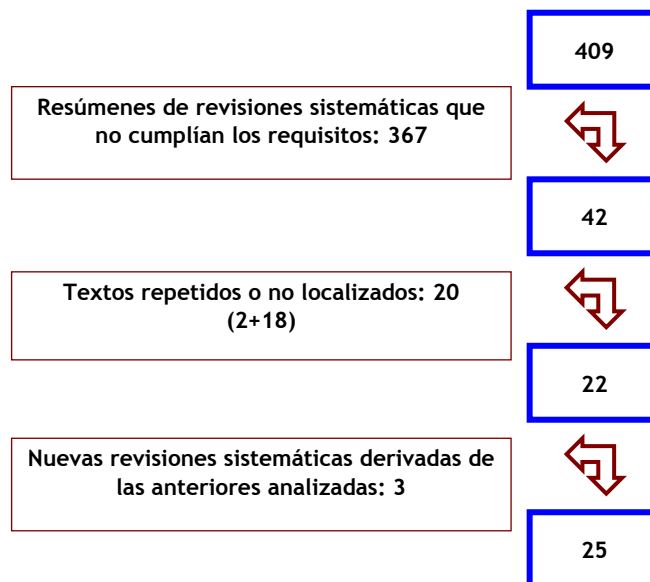 409
Resúmenes de revisiones sistemáticas que
no cumplían los requisitos: 367
42
Textos repetidos o no localizados: 20
(2+18)
22
Nuevas revisiones sistemáticas derivadas de
las anteriores analizadas: 3
25